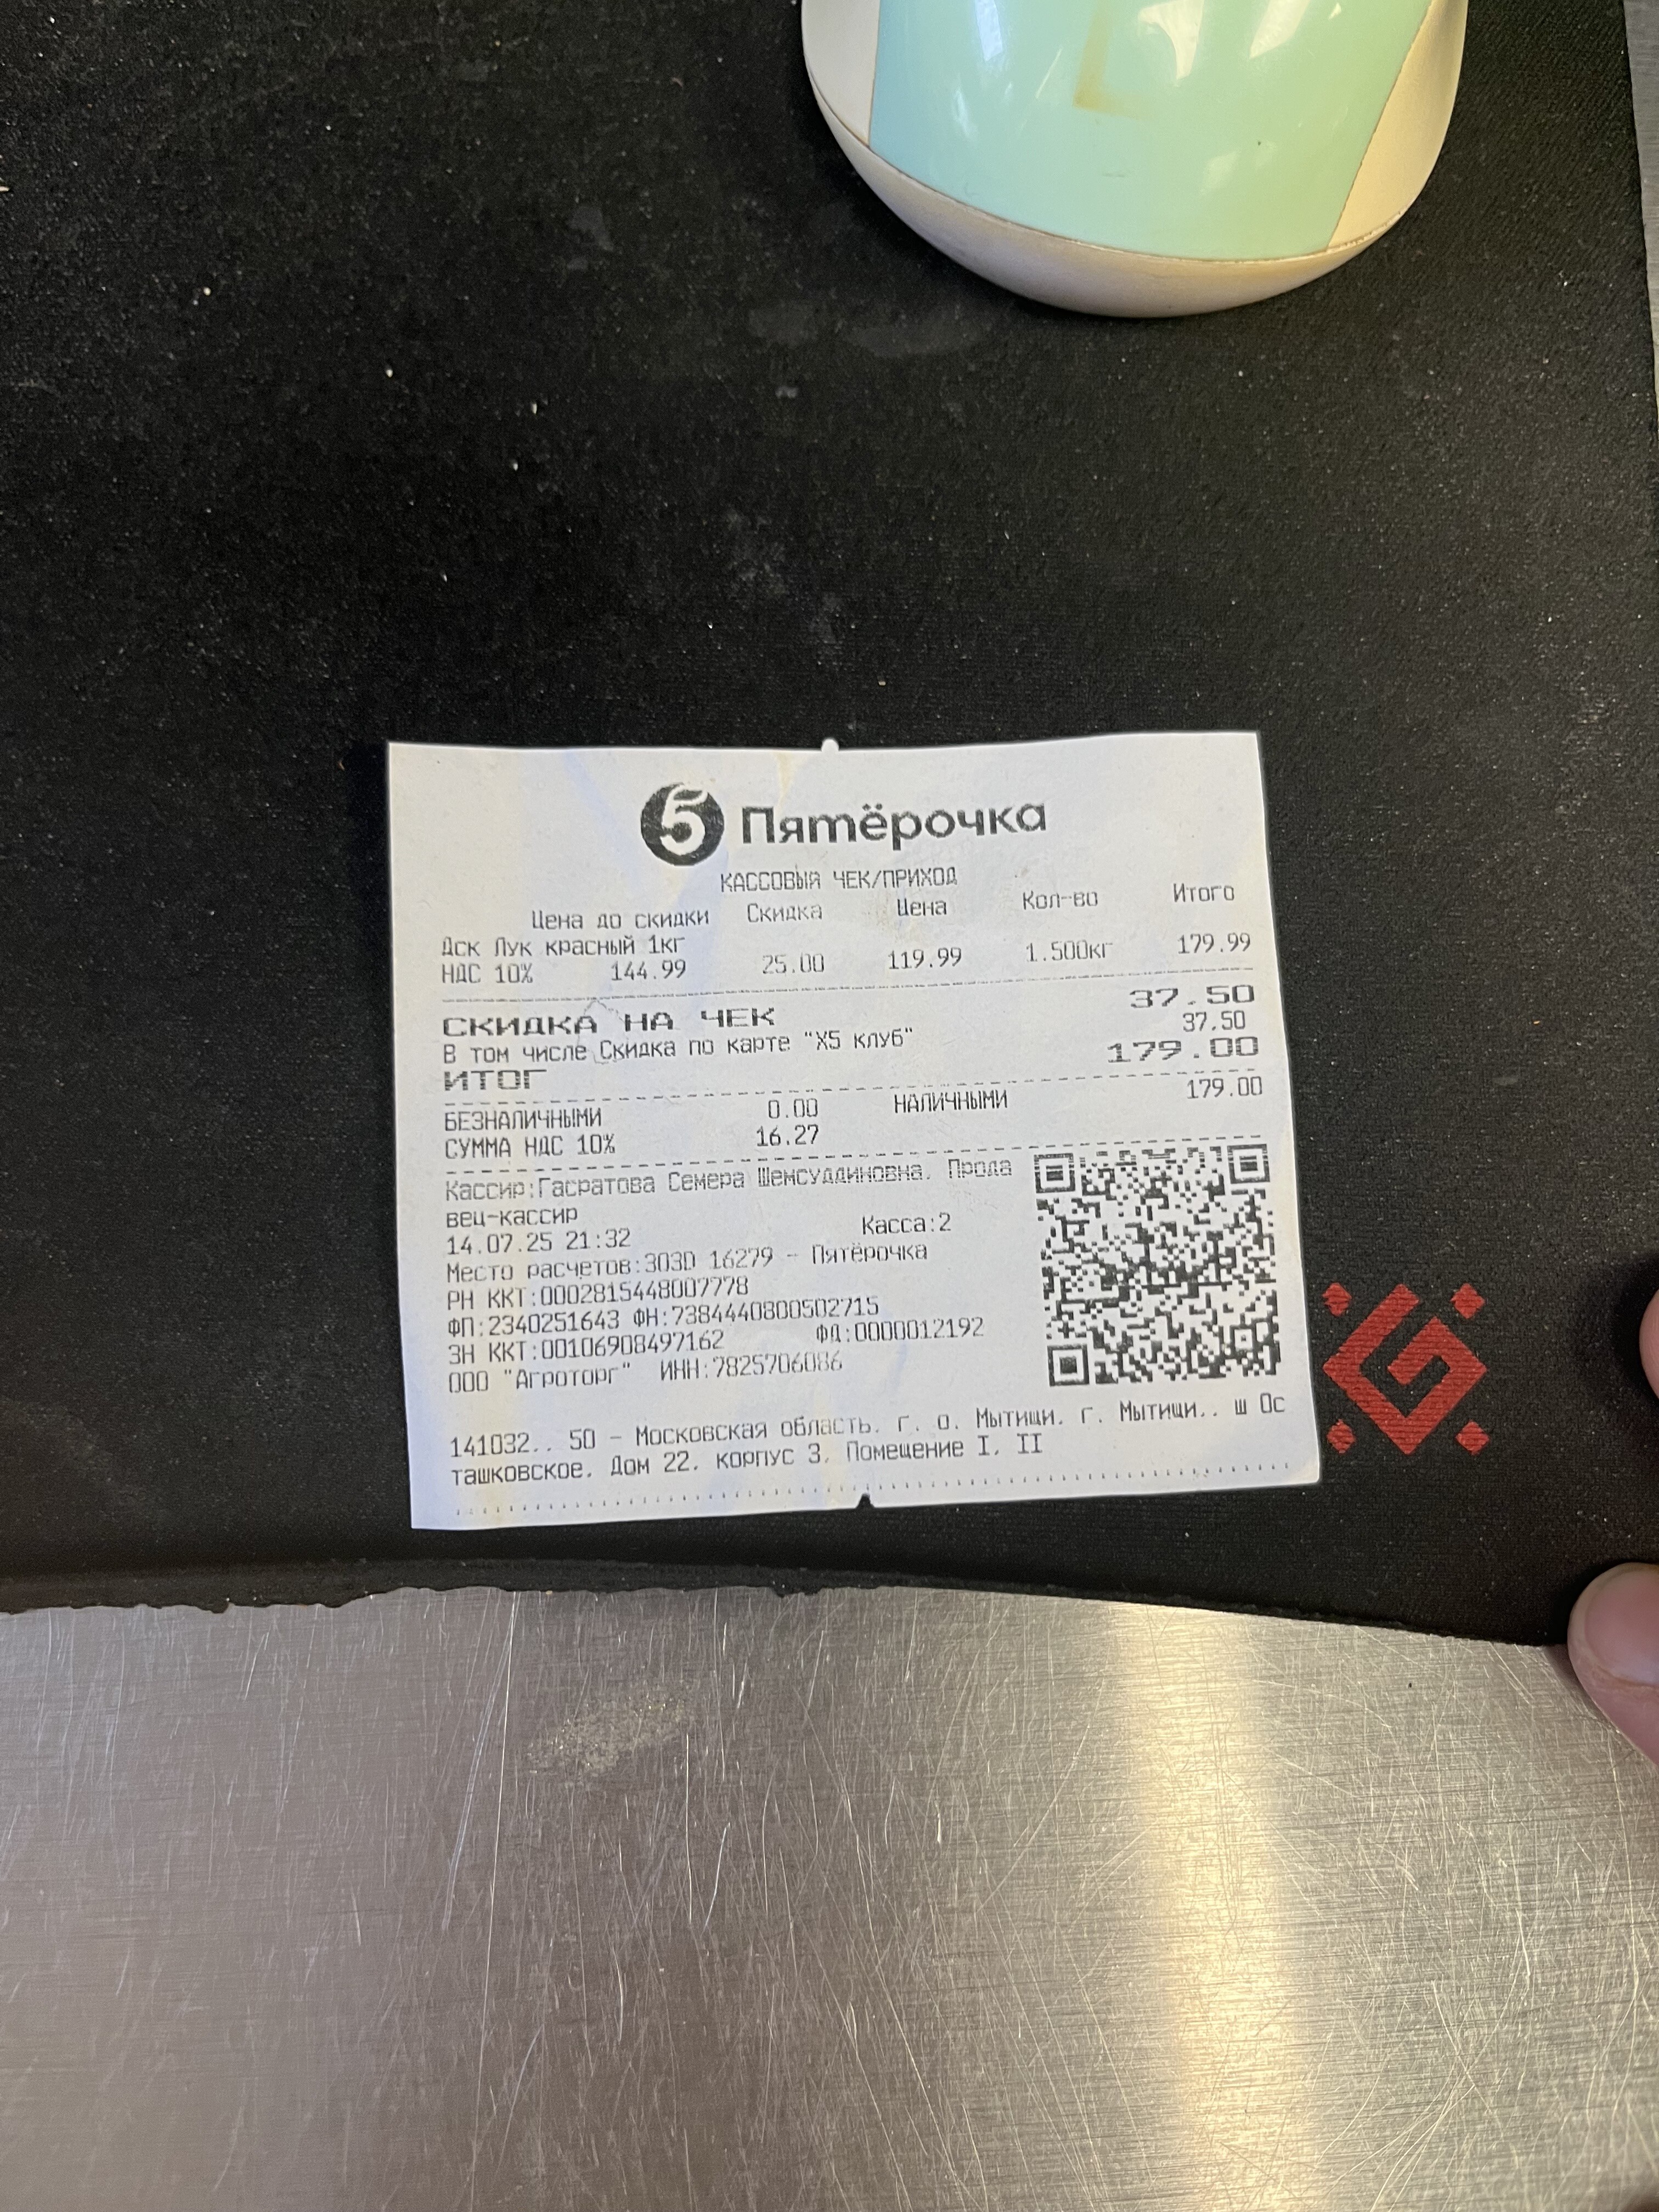 5 Пятёрочка
КАССОВЫЙ ЧЕК/ПРИХОД
Цена до скидки Скидка Цена Кол-во Итого
Дск Лук красный 1кг
НДС 10% 144.99 25.00 119.99 1.500кг 179.99
СКИДКА НА ЧЕК 37.50
В том числе Скидка по карте "X5 клуб" 37.50
ИТОГ 179.00
БЕЗНАЛИЧНЫМИ 0.00 НАЛИЧНЫМИ 179.00
СУММА НДС 10% 16.27
Кассир:Гасратова Семера Шемсуддиновна. Прода
вец-кассир
14.07.25 21:32 Касса:2
Место расчетов:303D 16279 - Пятёрочка
РН ККТ:0002815448007778
ФП:2340251643 ФН:7384440800502715
ЗН ККТ:00106908497162 ФД:0000012192
ООО "Агроторг" ИНН:7825706086
141032.. 50 - Московская область. г. о. Мытищи. г. Мытищи.. ш Ос
ташковское. Дом 22. корпус 3. Помещение I. II